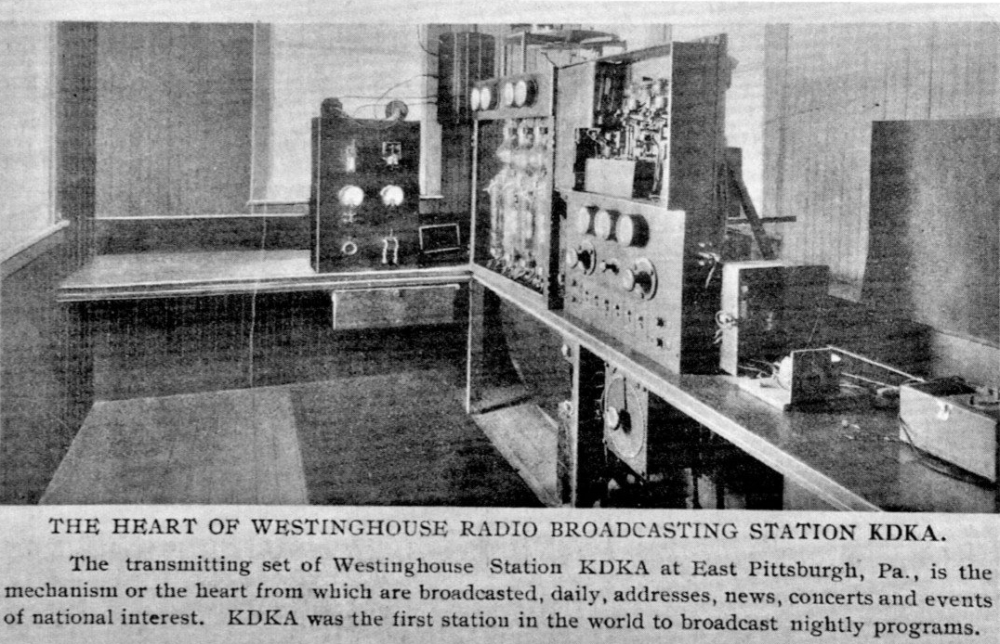 THE HEART OF WESTINGHOUSE RADIO BROADCASTING STATION KDKA.
The transmitting set of Westinghouse Station KDKA at East Pittsburgh, Pa., is the
mechanism or the heart from which are broadcasted, daily, addresses, news, concerts and events
of national interest. KDKA was the first station in the world to broadcast nightly programs.